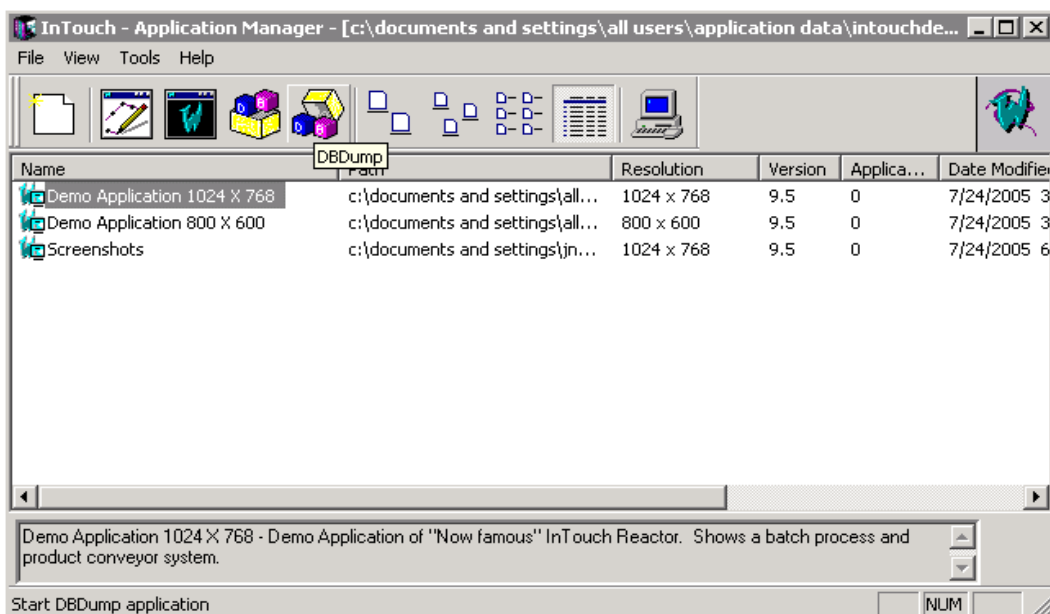 InTouch - Application Manager - [c:\documents and settings\all users\application data\intouchde...
File View Tools Help
DBDump
Name Path Resolution Version Applica... Date Modified
Demo Application 1024 X 768 c:\documents and settings\all... 1024 x 768 9.5 0 7/24/2005 3
Demo Application 800 X 600 c:\documents and settings\all... 800 x 600 9.5 0 7/24/2005 3
Screenshots c:\documents and settings\jn... 1024 x 768 9.5 0 7/24/2005 6
Demo Application 1024 X 768 - Demo Application of "Now famous" InTouch Reactor. Shows a batch process and
product conveyor system.
Start DBDump application NUM